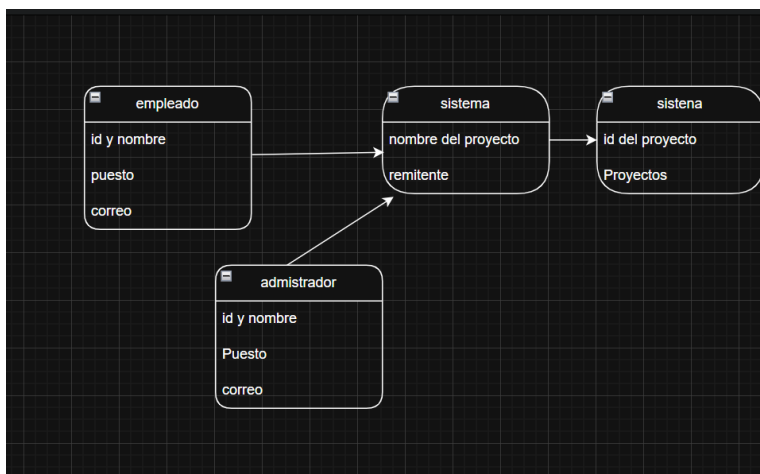 empleado
id y nombre
puesto
correo
sistema
nombre del proyecto
remitente
sistena
id del proyecto
Proyectos
admistrador
id y nombre
Puesto
correo